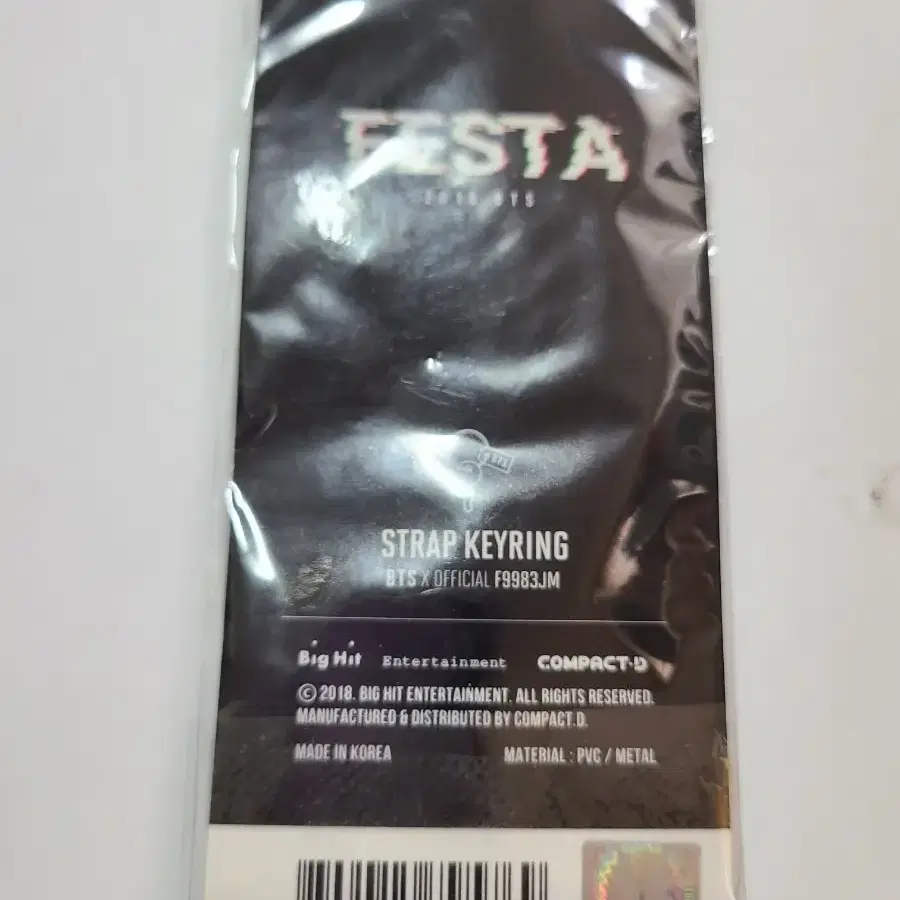 FESTA
2018 BTS
STRAP KEYRING
BTS X OFFICIAL F9983JM
Big Hit Entertainment COMPACT·D
© 2018. BIG HIT ENTERTAINMENT. ALL RIGHTS RESERVED.
MANUFACTURED & DISTRIBUTED BY COMPACT.D.
MADE IN KOREA MATERIAL : PVC / METAL